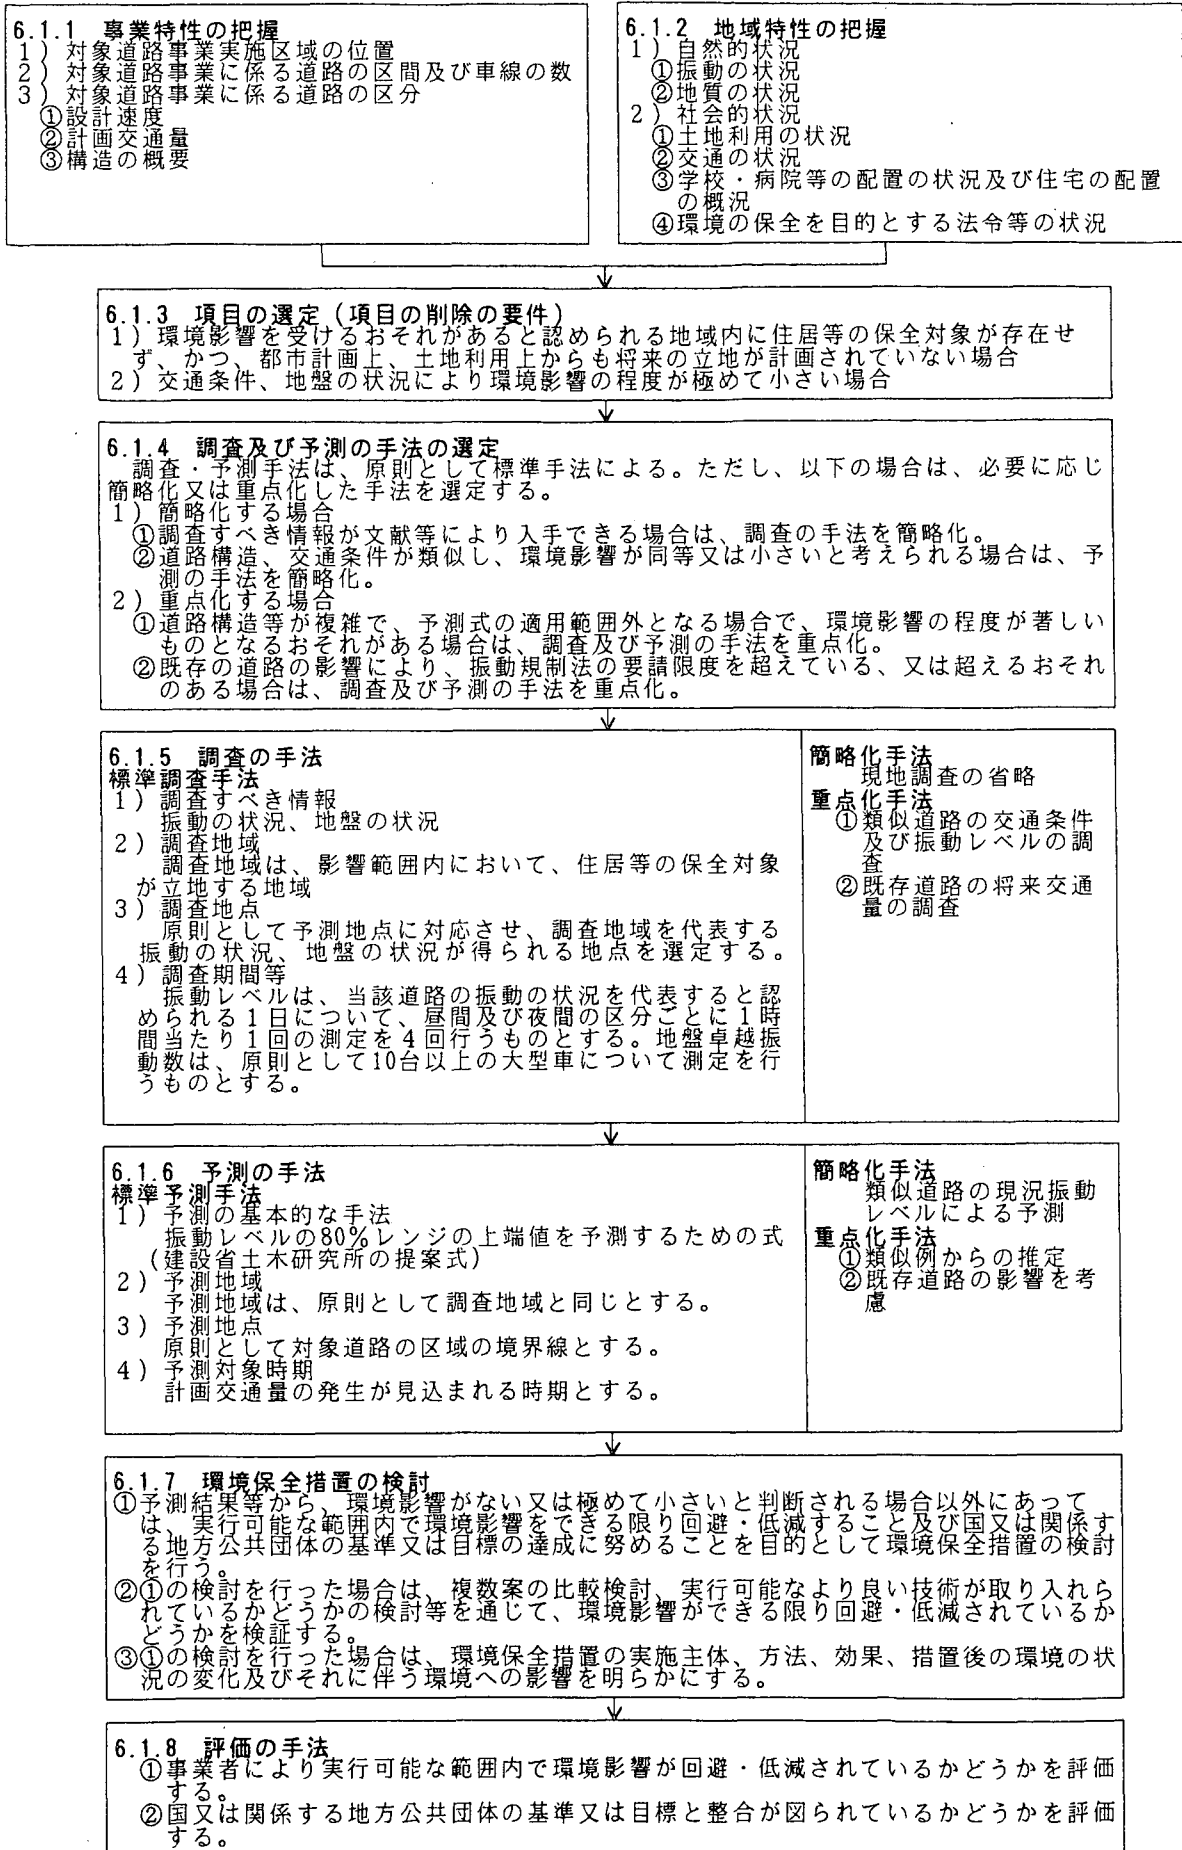 6.1.1 事業特性の把握
1）対象道路事業実施区域の位置
2）対象道路事業に係る道路の区間及び車線の数
3）対象道路事業に係る道路の区分
①設計速度
②計画交通量
③構造の概要
6.1.2 地域特性の把握
1）自然的状況
①振動の状況
②地質の状況
2）社会的状況
①土地利用の状況
②交通の状況
③学校・病院等の配置の状況及び住宅の配置
の概況
④環境の保全を目的とする法令等の状況
6.1.3 項目の選定（項目の削除の要件）
1）環境影響を受けるおそれがあると認められる地域内に住居等の保全対象が存在せ
ず、かつ、都市計画上、土地利用上からも将来の立地が計画されていない場合
2）交通条件、地盤の状況により環境影響の程度が極めて小さい場合
6.1.4 調査及び予測の手法の選定
調査・予測手法は、原則として標準手法による。ただし、以下の場合は、必要に応じ
簡略化又は重点化した手法を選定する。
1）簡略化する場合
①調査すべき情報が文献等により入手できる場合は、調査の手法を簡略化。
②道路構造、交通条件が類似し、環境影響が同等又は小さいと考えられる場合は、予
測の手法を簡略化。
2）重点化する場合
①道路構造等が複雑で、予測式の適用範囲外となる場合で、環境影響の程度が著しい
ものとなるおそれがある場合は、調査及び予測の手法を重点化。
②既存の道路の影響により、振動規制法の要請限度を超えている、又は超えるおそれ
のある場合は、調査及び予測の手法を重点化。
6.1.5 調査の手法
標準調査手法
1）調査すべき情報
振動の状況、地盤の状況
2）調査地域
調査地域は、影響範囲内において、住居等の保全対象
が立地する地域
3）調査地点
原則として予測地点に対応させ、調査地域を代表する
振動の状況、地盤の状況が得られる地点を選定する。
4）調査期間等
振動レベルは、当該道路の振動の状況を代表すると認
められる1日について、昼間及び夜間の区分ごとに1時
間当たり1回の測定を4回行うものとする。地盤卓越振
動数は、原則として10台以上の大型車について測定を行
うものとする。
簡略化手法
現地調査の省略
重点化手法
①類似道路の交通条件
及び振動レベルの調
査
②既存道路の将来交通
量の調査
6.1.6 予測の手法
標準予測手法
1）予測の基本的な手法
振動レベルの80%レンジの上端値を予測するための式
(建設省土木研究所の提案式)
2）予測地域
予測地域は、原則として調査地域と同じとする。
3）予測地点
原則として対象道路の区域の境界線とする。
4）予測対象時期
計画交通量の発生が見込まれる時期とする。
簡略化手法
類似道路の現況振動
レベルによる予測
重点化手法
①類似例からの推定
②既存道路の影響を考
慮
6.1.7 環境保全措置の検討
①予測結果等から、環境影響がない又は極めて小さいと判断される場合以外にあって
は、実行可能な範囲内で環境影響をできる限り回避・低減すること及び国又は関係す
る地方公共団体の基準又は目標の達成に努めることを目的として環境保全措置の検討
を行う。
②①の検討を行った場合は、複数案の比較検討、実行可能なより良い技術が取り入れら
れているかどうかの検討等を通じて、環境影響ができる限り回避・低減されているか
どうかを検証する。
③①の検討を行った場合は、環境保全措置の実施主体、方法、効果、措置後の環境の状
況の変化及びそれに伴う環境への影響を明らかにする。
6.1.8 評価の手法
①事業者により実行可能な範囲内で環境影響が回避・低減されているかどうかを評価
する。
②国又は関係する地方公共団体の基準又は目標と整合が図られているかどうかを評価
する。